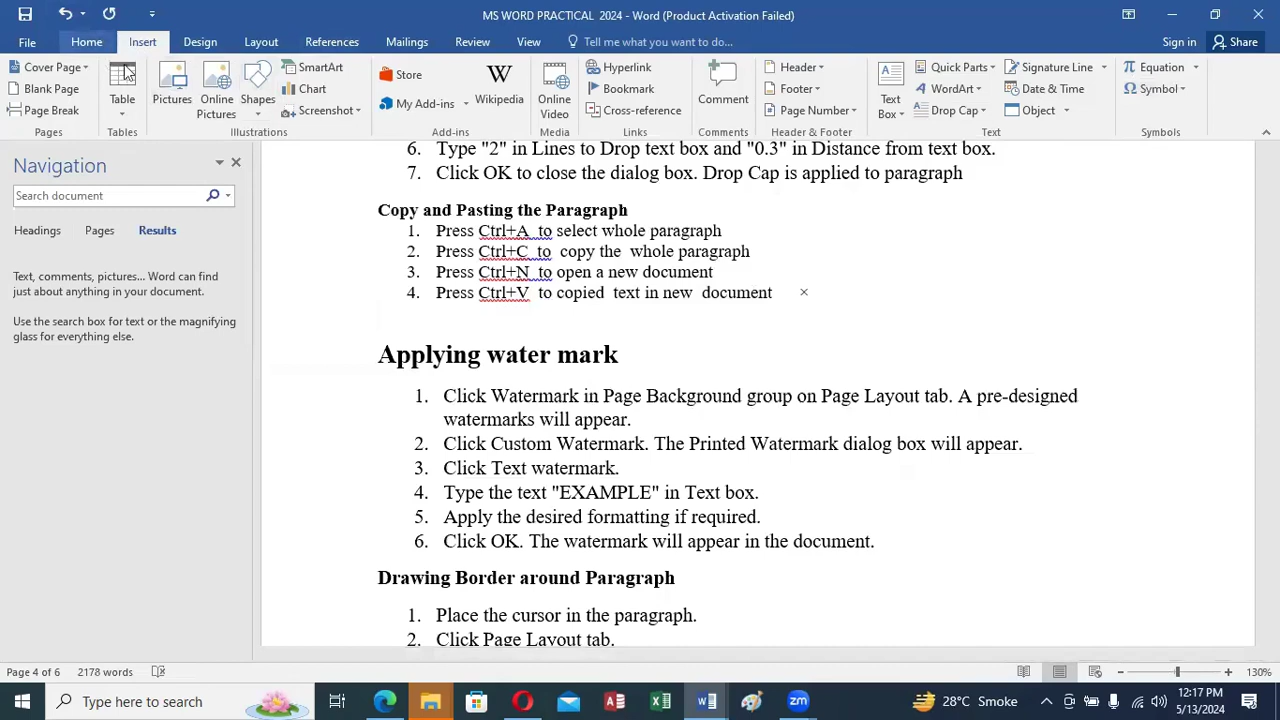 MS WORD PRACTICAL 2024 - Word (Product Activation Failed)
File Home Insert Design Layout References Mailings Review View Tell me what you want to do... Sign in Share
Cover Page
Blank Page
Page Break
Pages
Table
Tables
Pictures
Online Pictures
Shapes
SmartArt
Chart
Screenshot
Illustrations
Store
My Add-ins
Wikipedia
Add-ins
Online Video
Media
Hyperlink
Bookmark
Cross-reference
Links
Comment
Comments
Header
Footer
Page Number
Header & Footer
Text Box
Quick Parts
WordArt
Drop Cap
Signature Line
Date & Time
Object
Text
Equation
Symbol
Symbols
Navigation
Search document
Headings Pages Results
Text, comments, pictures... Word can find
just about anything in your document.
Use the search box for text or the magnifying
glass for everything else.
6. Type "2" in Lines to Drop text box and "0.3" in Distance from text box.
7. Click OK to close the dialog box. Drop Cap is applied to paragraph
Copy and Pasting the Paragraph
1. Press Ctrl+A to select whole paragraph
2. Press Ctrl+C to copy the whole paragraph
3. Press Ctrl+N to open a new document
4. Press Ctrl+V to copied text in new document
Applying water mark
1. Click Watermark in Page Background group on Page Layout tab. A pre-designed
watermarks will appear.
2. Click Custom Watermark. The Printed Watermark dialog box will appear.
3. Click Text watermark.
4. Type the text "EXAMPLE" in Text box.
5. Apply the desired formatting if required.
6. Click OK. The watermark will appear in the document.
Drawing Border around Paragraph
1. Place the cursor in the paragraph.
2. Click Page Layout tab.
Page 4 of 6 2178 words 130%
Type here to search
28°C Smoke
12:17 PM
5/13/2024